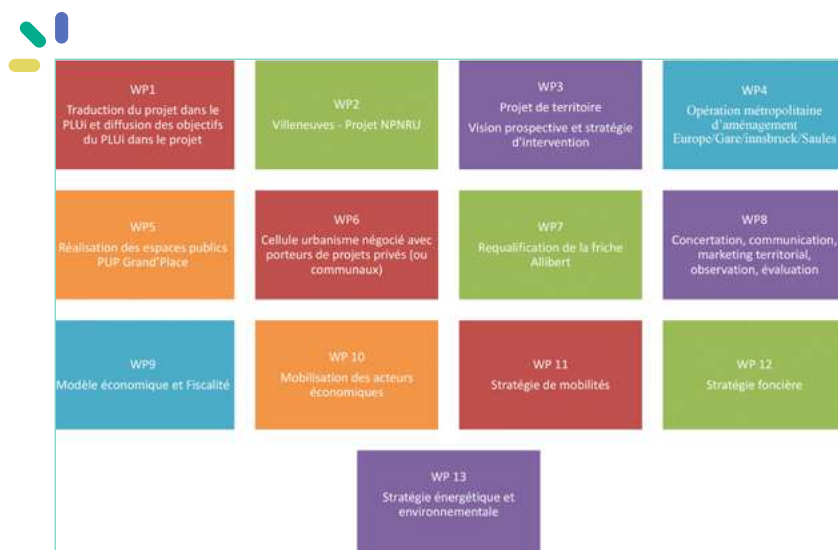 WP1
Traduction du projet dans le
PLUi et diffusion des objectifs
du PLUi dans le projet
WP2
Villeneuves - Projet NPNRU
WP3
Projet de territoire
Vision prospective et stratégie
d'intervention
WP4
Opération métropolitaine
d'aménagement
Europe/Gare/innsbruck/Saules
WP5
Réalisation des espaces publics
PUP Grand'Place
WP6
Cellule urbanisme négocié avec
porteurs de projets privés (ou
communaux)
WP7
Requalification de la friche
Allibert
WP8
Concertation, communication,
marketing territorial,
observation, évaluation
WP9
Modèle économique et Fiscalité
WP 10
Mobilisation des acteurs
économiques
WP 11
Stratégie de mobilités
WP 12
Stratégie foncière
WP 13
Stratégie énergétique et
environnementale